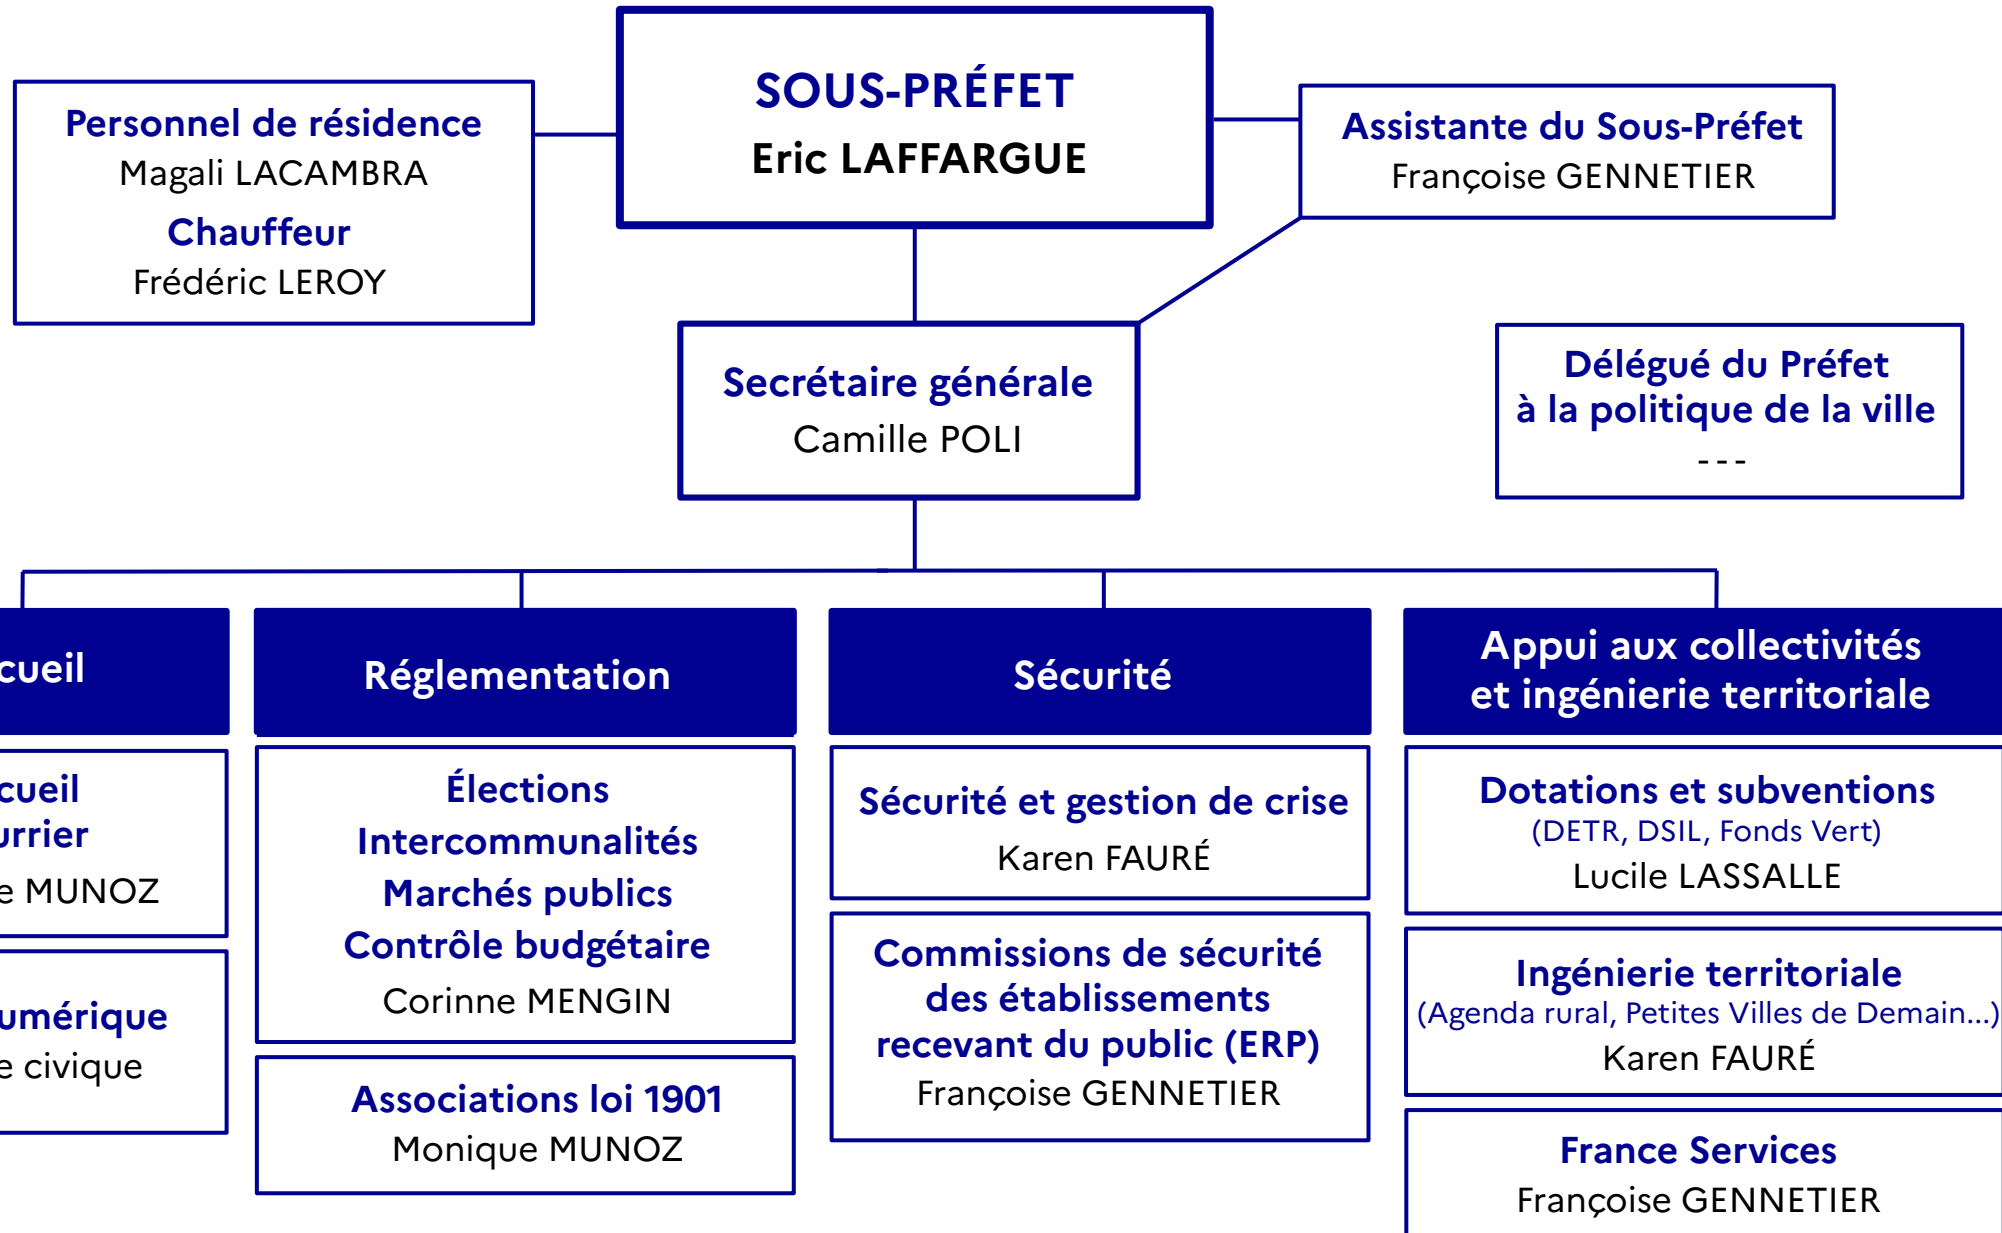 SOUS-PRÉFET
Eric LAFFARGUE
Personnel de résidence
Magali LACAMBRA
Chauffeur
Frédéric LEROY
Assistante du Sous-Préfet
Françoise GENNETIER
Secrétaire générale
Camille POLI
Délégué du Préfet
à la politique de la ville
---
cueil
cueil
urrier
e MUNOZ
umérique
e civique
Réglementation
Élections
Intercommunalités
Marchés publics
Contrôle budgétaire
Corinne MENGIN
Associations loi 1901
Monique MUNOZ
Sécurité
Sécurité et gestion de crise
Karen FAURÉ
Commissions de sécurité
des établissements
recevant du public (ERP)
Françoise GENNETIER
Appui aux collectivités
et ingénierie territoriale
Dotations et subventions
(DETR, DSIL, Fonds Vert)
Lucile LASSALLE
Ingénierie territoriale
(Agenda rural, Petites Villes de Demain...)
Karen FAURÉ
France Services
Françoise GENNETIER